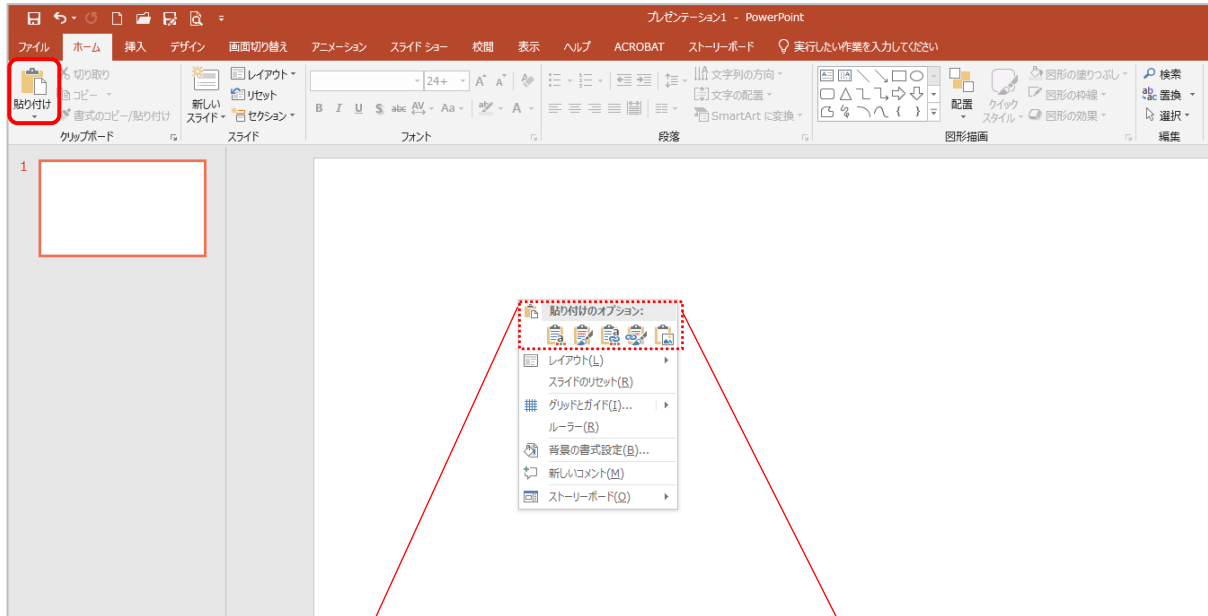 プレゼンテーション1 - PowerPoint
ファイル ホーム 挿入 デザイン 画面切り替え アニメーション スライド ショー 校閲 表示 ヘルプ ACROBAT ストーリーボード 実行したい作業を入力してください
貼り付け
切り取り
コピー
書式のコピー/貼り付け
クリップボード
新しい
スライド
レイアウト
リセット
セクション
スライド
24+ A A
B I U S abc AV Aa aby A
フォント
文字列の方向
文字の配置
SmartArt に変換
段落
配置
クイック
スタイル
図形の塗りつぶし
図形の枠線
図形の効果
図形描画
検索
置換
選択
編集
1
貼り付けのオプション:
レイアウト(L)
スライドのリセット(R)
グリッドとガイド(I)...
ルーラー(R)
背景の書式設定(B)...
新しいコメント(M)
ストーリーボード(O)